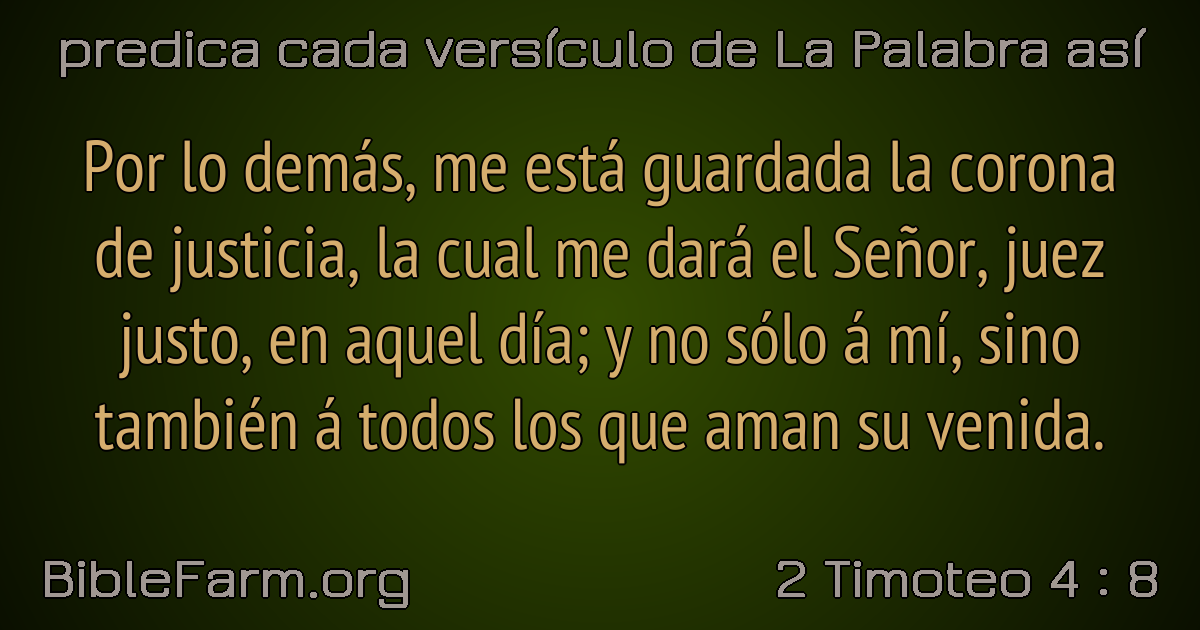 predica cada versículo de La Palabra así
Por lo demás, me está guardada la corona
de justicia, la cual me dará el Señor, juez
justo, en aquel día; y no sólo á mí, sino
también á todos los que aman su venida.
BibleFarm.org
2 Timoteo 4 : 8